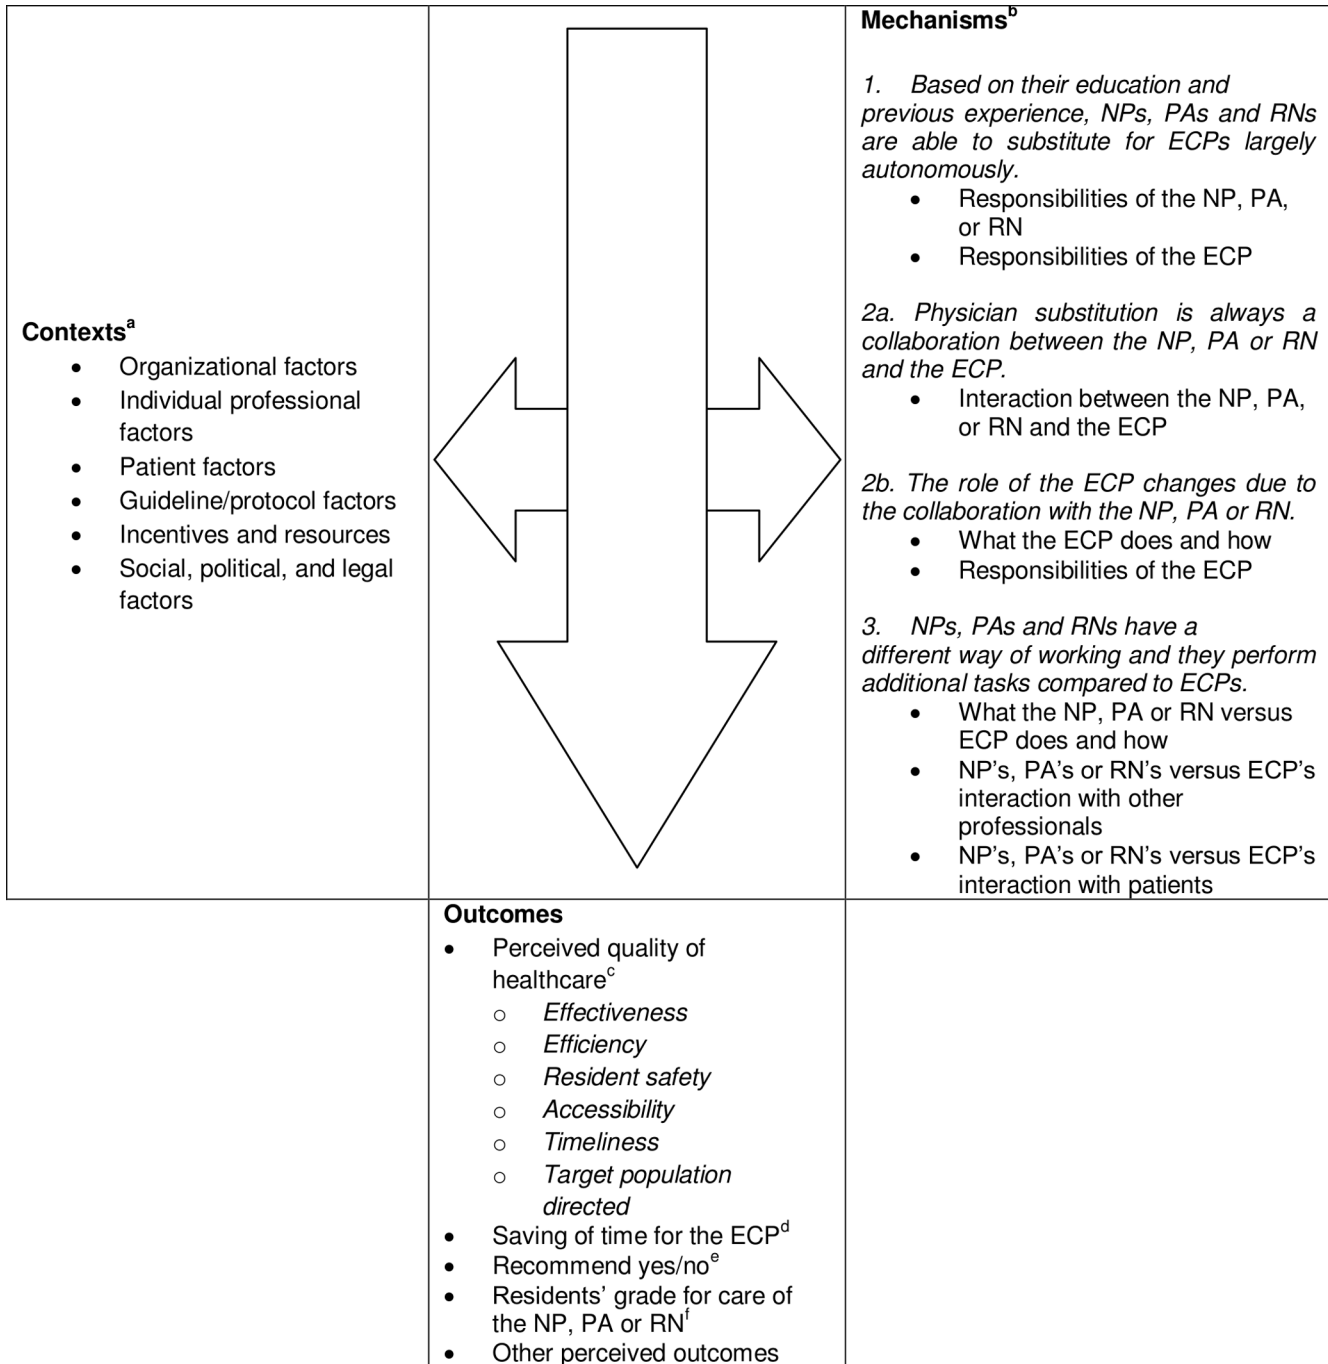 Contextsᵃ
• Organizational factors
• Individual professional
factors
• Patient factors
• Guideline/protocol factors
• Incentives and resources
• Social, political, and legal
factors
Mechanismsᵇ
1. Based on their education and
previous experience, NPs, PAs and RNs
are able to substitute for ECPs largely
autonomously.
• Responsibilities of the NP, PA,
or RN
• Responsibilities of the ECP
2a. Physician substitution is always a
collaboration between the NP, PA or RN
and the ECP.
• Interaction between the NP, PA,
or RN and the ECP
2b. The role of the ECP changes due to
the collaboration with the NP, PA or RN.
• What the ECP does and how
• Responsibilities of the ECP
3. NPs, PAs and RNs have a
different way of working and they perform
additional tasks compared to ECPs.
• What the NP, PA or RN versus
ECP does and how
• NP’s, PA’s or RN’s versus ECP’s
interaction with other
professionals
• NP’s, PA’s or RN’s versus ECP’s
interaction with patients
Outcomes
• Perceived quality of
healthcareᶜ
○ Effectiveness
○ Efficiency
○ Resident safety
○ Accessibility
○ Timeliness
○ Target population
directed
• Saving of time for the ECPᵈ
• Recommend yes/noᵉ
• Residents’ grade for care of
the NP, PA or RNᶠ
• Other perceived outcomes